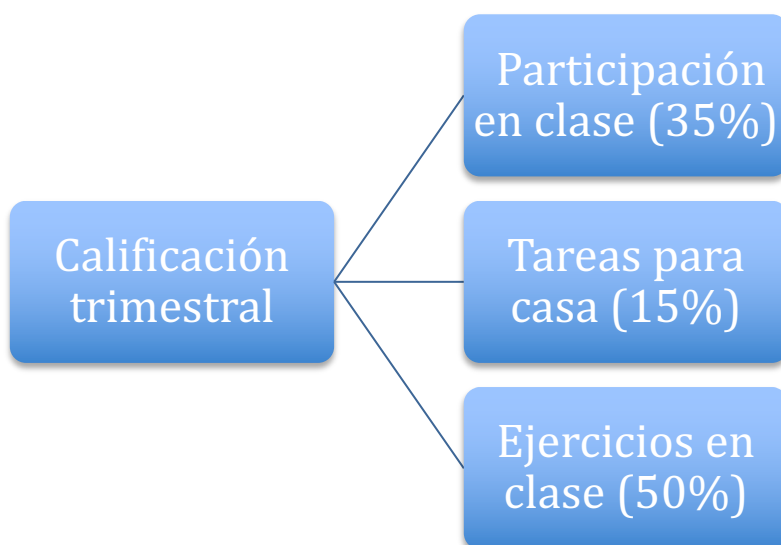 Participación
en clase (35%)
Calificación
trimestral
Tareas para
casa (15%)
Ejercicios en
clase (50%)